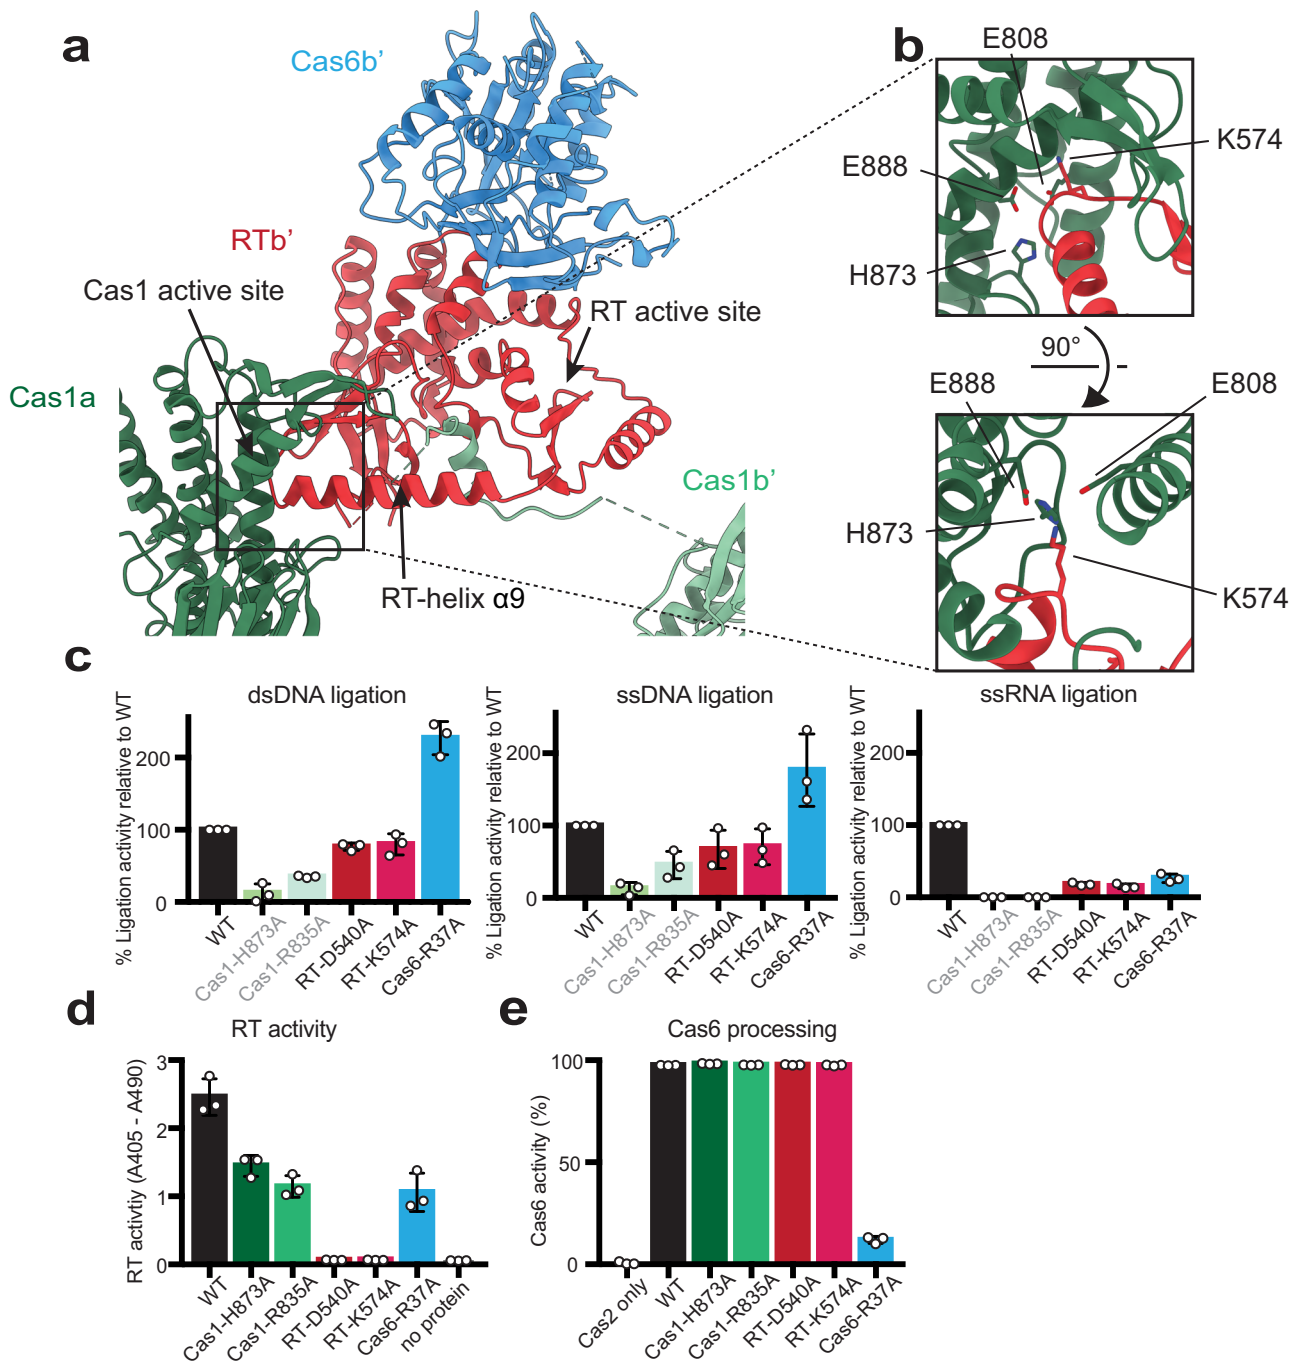 a
Cas6b’
RTb’
Cas1 active site
RT active site
Cas1a
Cas1b’
RT-helix α9
b
E808
K574
E888
H873
90°
E888
E808
H873
K574
c
dsDNA ligation
% Ligation activity relative to WT
200
100
0
WT
Cas1-H873A
Cas1-R835A
RT-D540A
RT-K574A
Cas6-R37A
ssDNA ligation
% Ligation activity relative to WT
200
100
0
WT
Cas1-H873A
Cas1-R835A
RT-D540A
RT-K574A
Cas6-R37A
ssRNA ligation
% Ligation activity relative to WT
200
100
0
WT
Cas1-H873A
Cas1-R835A
RT-D540A
RT-K574A
Cas6-R37A
d
RT activity
RT activtiy (A405 - A490)
3
2
1
0
WT
Cas1-H873A
Cas1-R835A
RT-D540A
RT-K574A
Cas6-R37A
no protein
e
Cas6 processing
Cas6 activity (%)
100
50
0
Cas2 only
WT
Cas1-H873A
Cas1-R835A
RT-D540A
RT-K574A
Cas6-R37A